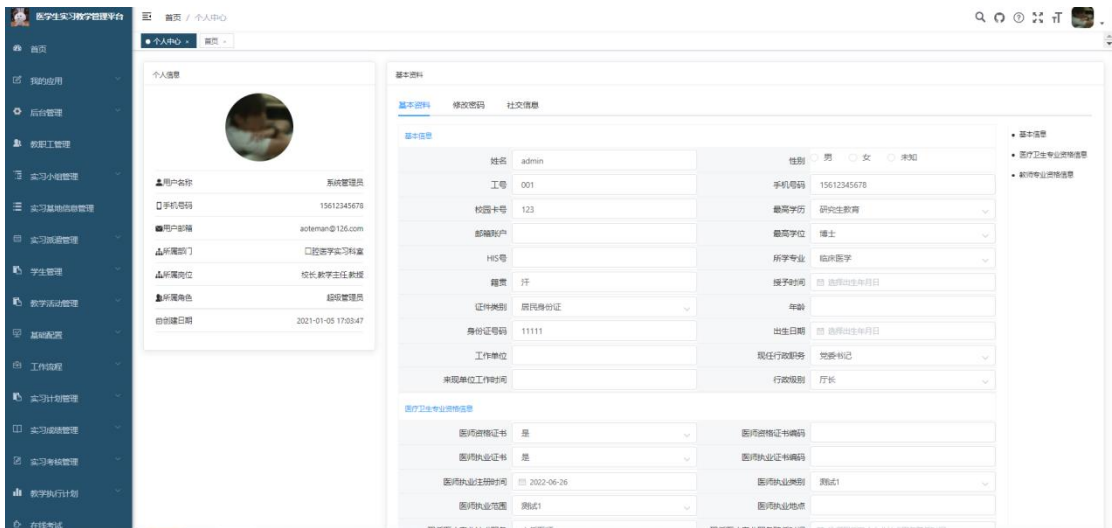 医学生实习教学管理平台
首页 / 个人中心
个人中心 ×
首页 ×
首页
我的应用
后台管理
教职工管理
实习小组管理
实习基地信息管理
实习派遣管理
学生管理
教学活动管理
基础配置
工作流程
实习计划管理
实习成绩管理
实习考核管理
教学执行计划
在线考试
个人信息
用户名称 系统管理员
手机号码 15612345678
用户邮箱 aoteman@126.com
所属部门 口腔医学实习科室
所属岗位 校长,教学主任,教授
所属角色 超级管理员
创建日期 2021-01-05 17:03:47
基本资料
基本资料 修改密码 社交信息
基本信息
姓名 admin 性别 男 女 未知
工号 001 手机号码 15612345678
校园卡号 123 最高学历 研究生教育
邮箱账户 最高学位 博士
HIS号 所学专业 临床医学
籍贯 汗 授予时间 选择出生年月日
证件类别 居民身份证 年龄
身份证号码 11111 出生日期 选择出生年月日
工作单位 现任行政职务 党委书记
来现单位工作时间 行政级别 厅长
医疗卫生专业资格信息
医师资格证书 是 医师资格证书编码
医师执业证书 是 医师执业证书编码
医师执业注册时间 2022-06-26 医师执业类别 测试1
医师执业范围 测试1 医师执业地点
基本信息
医疗卫生专业资格信息
教师专业资格信息